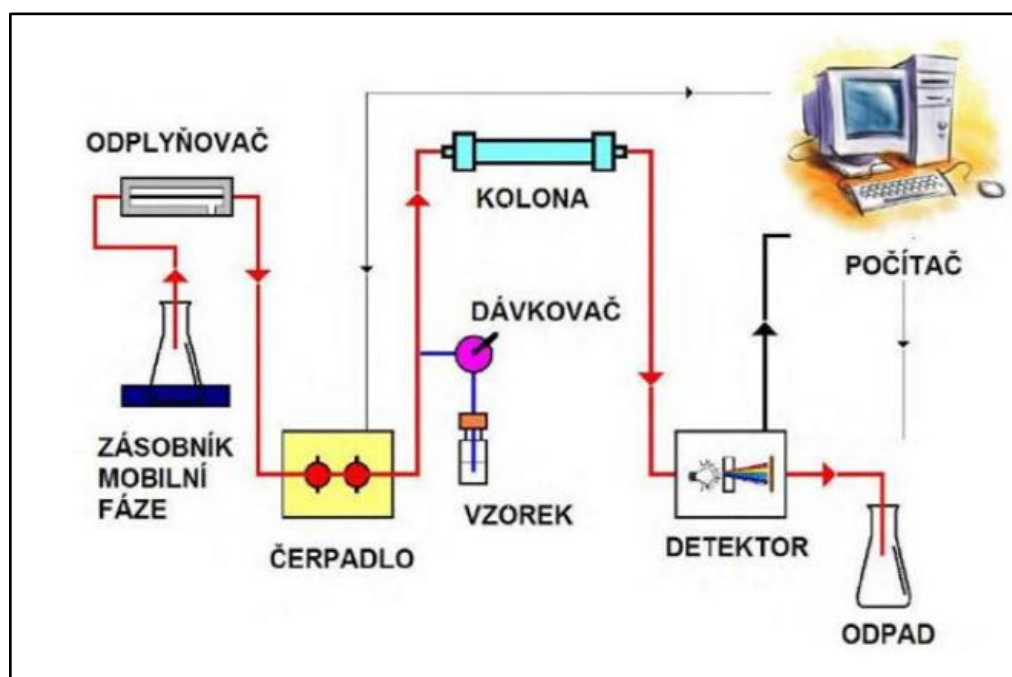 ODPLYŇOVAČ
KOLONA
POČÍTAČ
DÁVKOVAČ
ZÁSOBNÍK
MOBILNÍ
FÁZE
VZOREK
ČERPADLO
DETEKTOR
ODPAD